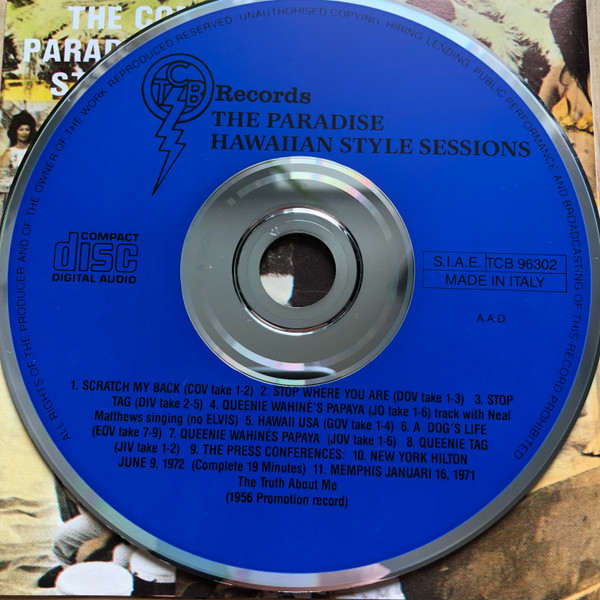 THE CO
PARAD
ST
ALL RIGHTS OF THE PRODUCER AND OF THE OWNER OF THE WORK REPRODUCED RESERVED. UNAUTHORISED COPYING, HIRING LENDING, PUBLIC PERFORMANCE AND BROADCASTING OF THIS RECORD PROHIBITED
TCB
Records
THE PARADISE
HAWAIIAN STYLE SESSIONS
COMPACT
disc
DIGITAL AUDIO
S.I.A.E. TCB 96302
MADE IN ITALY
A.A.D.
1. SCRATCH MY BACK (COV take 1-2) 2. STOP WHERE YOU ARE (DOV take 1-3) 3. STOP
TAG (DIV take 2-5) 4. QUEENIE WAHINE'S PAPAYA (JO take 1-6) track with Neal
Matthews singing (no ELVIS) 5. HAWAII USA (GOV take 1-4) 6. A DOG'S LIFE
(EOV take 7-9) 7. QUEENIE WAHINES PAPAYA (JOV take 1-6) 8. QUEENIE TAG
(JIV take 1-2) 9. THE PRESS CONFERENCES: 10. NEW YORK HILTON
JUNE 9, 1972 (Complete 19 Minutes) 11. MEMPHIS JANUARI 16, 1971
The Truth About Me
(1956 Promotion record)